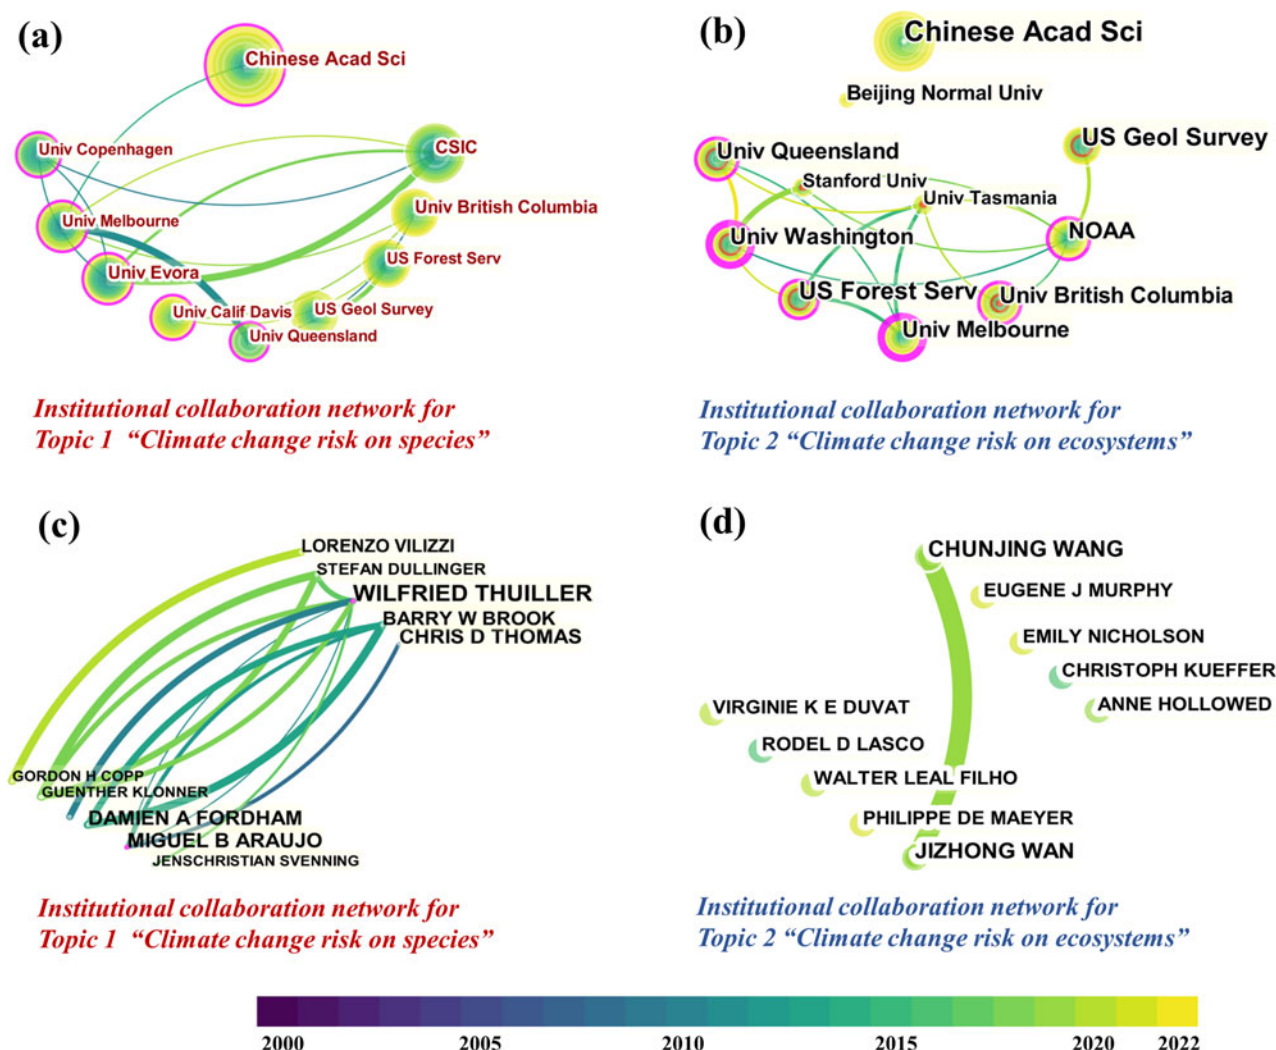 (a)
Chinese Acad Sci
Univ Copenhagen
CSIC
Univ British Columbia
Univ Melbourne
US Forest Serv
Univ Evora
Univ Calif Davis
US Geol Survey
Univ Queensland
Institutional collaboration network for
Topic 1 “Climate change risk on species”
(b)
Chinese Acad Sci
Beijing Normal Univ
US Geol Survey
Univ Queensland
Stanford Univ
Univ Tasmania
NOAA
Univ Washington
US Forest Serv
Univ British Columbia
Univ Melbourne
Institutional collaboration network for
Topic 2 “Climate change risk on ecosystems”
(c)
LORENZO VILIZZI
STEFAN DULLINGER
WILFRIED THUILLER
BARRY W BROOK
CHRIS D THOMAS
GORDON H COPP
GUENTHER KLONNER
DAMIEN A FORDHAM
MIGUEL B ARAUJO
JENSCHRISTIAN SVENNING
Institutional collaboration network for
Topic 1 “Climate change risk on species”
(d)
CHUNJING WANG
EUGENE J MURPHY
EMILY NICHOLSON
CHRISTOPH KUEFFER
ANNE HOLLOWED
VIRGINIE K E DUVAT
RODEL D LASCO
WALTER LEAL FILHO
PHILIPPE DE MAEYER
JIZHONG WAN
Institutional collaboration network for
Topic 2 “Climate change risk on ecosystems”
2000 2005 2010 2015 2020 2022